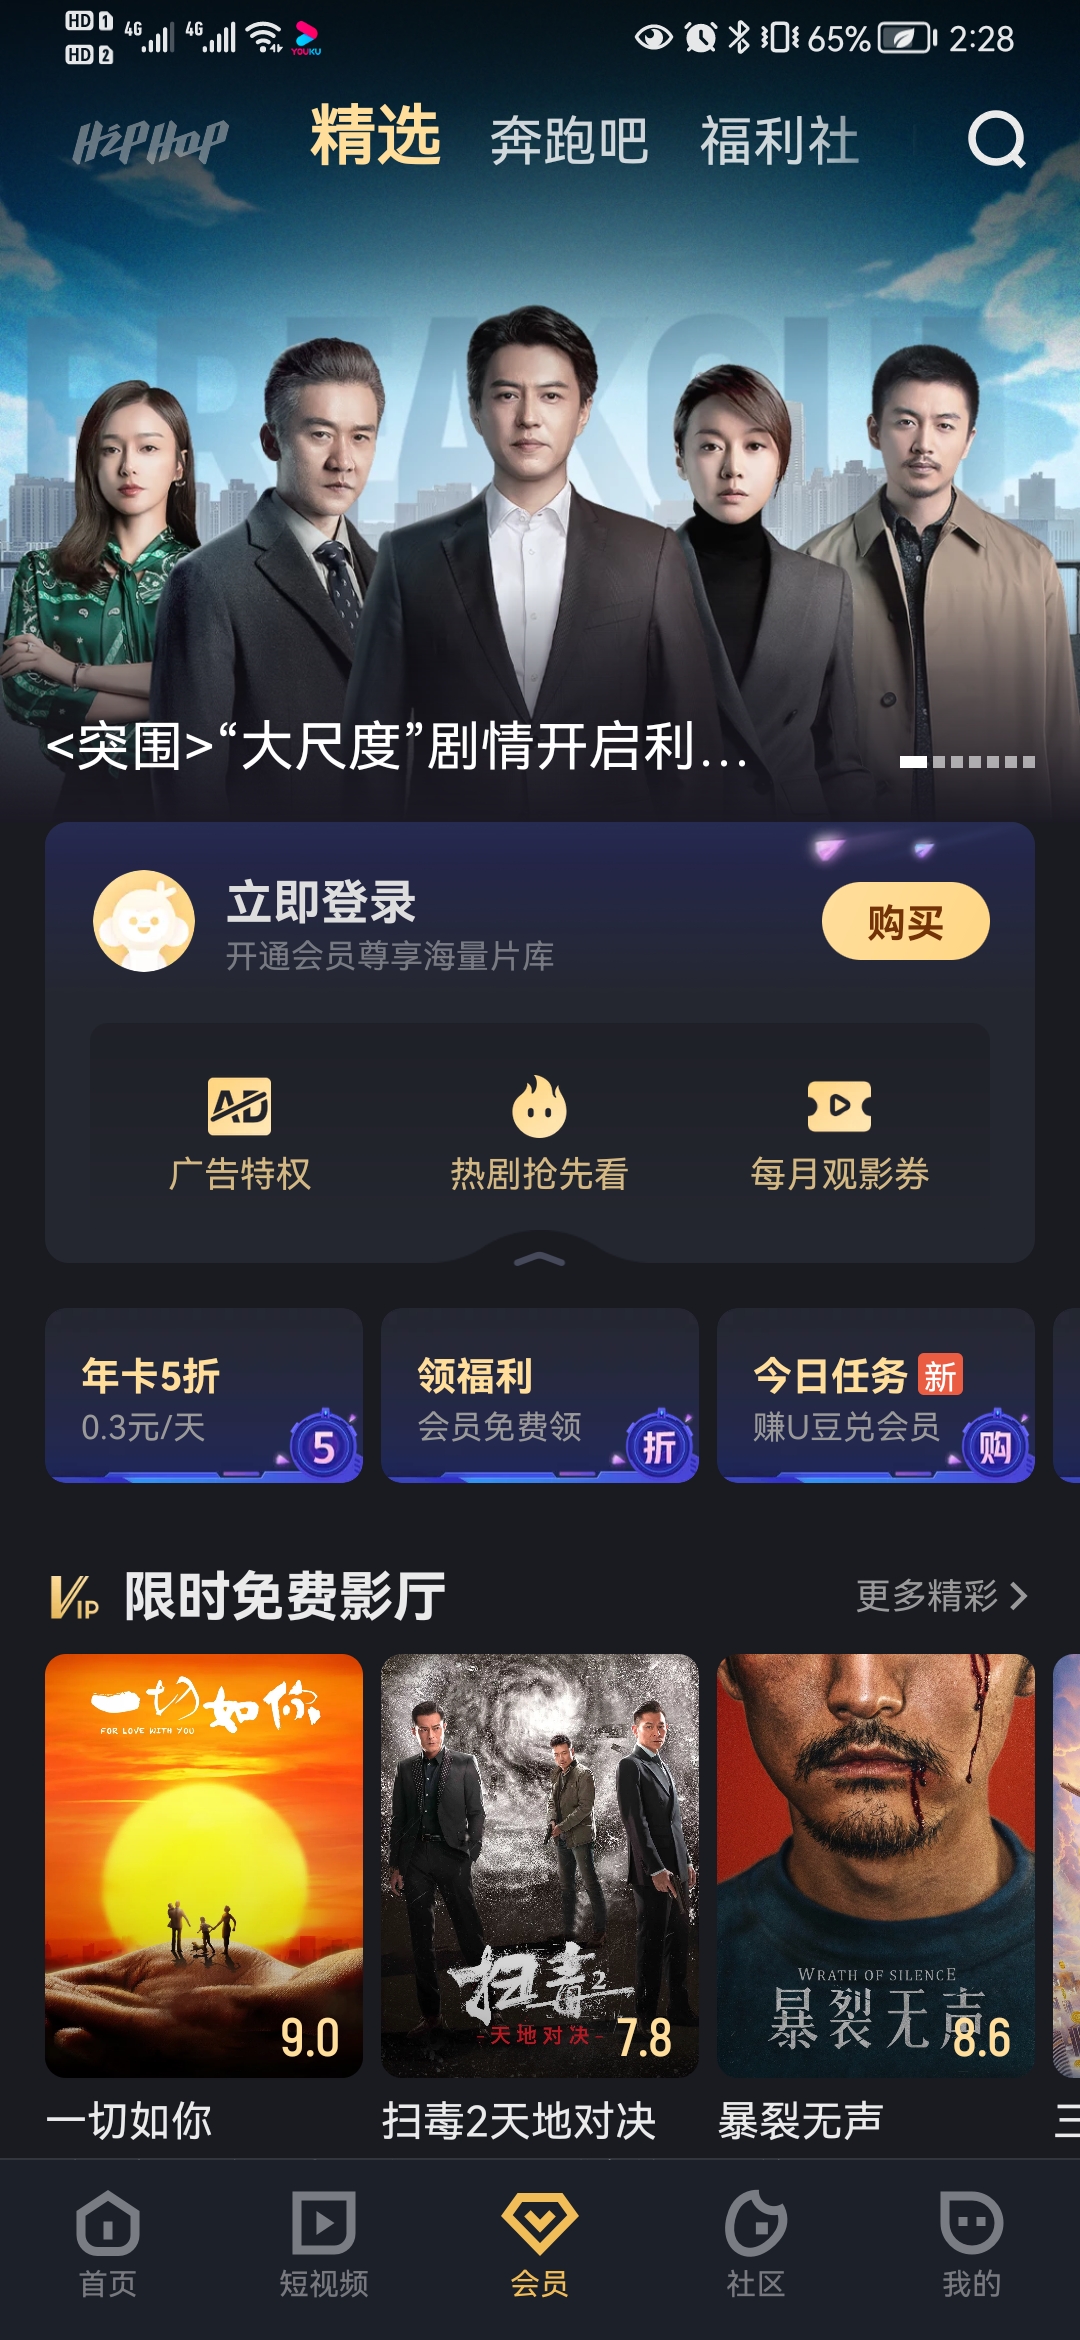 HD 1
HD 2
4G
4G
YOUKU
65%
2:28
HiPHOP
精选
奔跑吧
福利社
BREAKOUT
<突围>“大尺度”剧情开启利...
立即登录
开通会员尊享海量片库
购买
AD
广告特权
热剧抢先看
每月观影券
年卡5折
0.3元/天
5
领福利
会员免费领
折
今日任务 新
赚U豆兑会员
购
VIP 限时免费影厅
更多精彩
一切如你
FOR LOVE WITH YOU
9.0
扫毒2
-天地对决-
7.8
WRATH OF SILENCE
暴裂无声
8.6
一切如你
扫毒2天地对决
暴裂无声
三
首页
短视频
会员
社区
我的